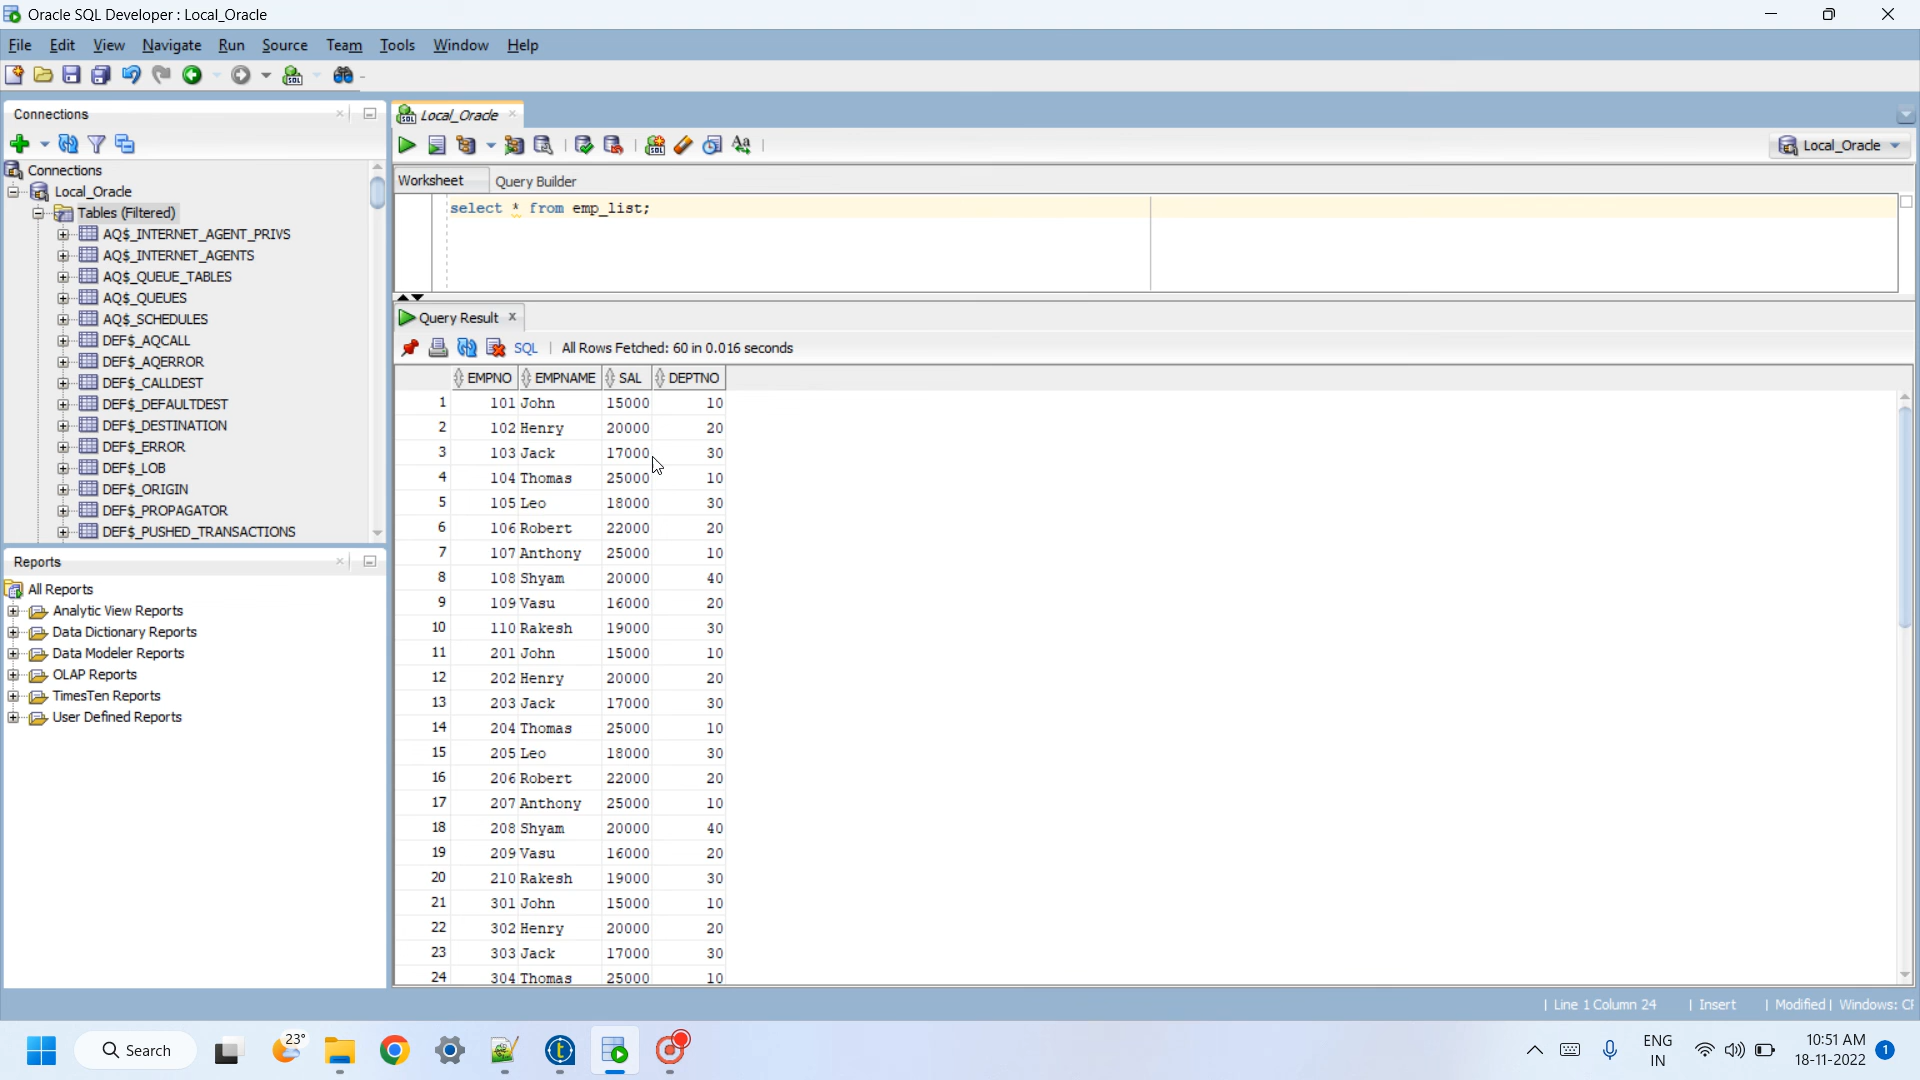 Oracle SQL Developer : Local_Oracle
File Edit View Navigate Run Source Team Tools Window Help
Connections
Connections
Local_Oracle
Tables (Filtered)
AQ$_INTERNET_AGENT_PRIVS
AQ$_INTERNET_AGENTS
AQ$_QUEUE_TABLES
AQ$_QUEUES
AQ$_SCHEDULES
DEF$_AQCALL
DEF$_AQERROR
DEF$_CALLDEST
DEF$_DEFAULTDEST
DEF$_DESTINATION
DEF$_ERROR
DEF$_LOB
DEF$_ORIGIN
DEF$_PROPAGATOR
DEF$_PUSHED_TRANSACTIONS
Reports
All Reports
Analytic View Reports
Data Dictionary Reports
Data Modeler Reports
OLAP Reports
TimesTen Reports
User Defined Reports
Local_Oracle
Local_Oracle
Worksheet Query Builder
select * from emp_list;
Query Result
SQL | All Rows Fetched: 60 in 0.016 seconds
EMPNO EMPNAME SAL DEPTNO
1 101 John 15000 10
2 102 Henry 20000 20
3 103 Jack 17000 30
4 104 Thomas 25000 10
5 105 Leo 18000 30
6 106 Robert 22000 20
7 107 Anthony 25000 10
8 108 Shyam 20000 40
9 109 Vasu 16000 20
10 110 Rakesh 19000 30
11 201 John 15000 10
12 202 Henry 20000 20
13 203 Jack 17000 30
14 204 Thomas 25000 10
15 205 Leo 18000 30
16 206 Robert 22000 20
17 207 Anthony 25000 10
18 208 Shyam 20000 40
19 209 Vasu 16000 20
20 210 Rakesh 19000 30
21 301 John 15000 10
22 302 Henry 20000 20
23 303 Jack 17000 30
24 304 Thomas 25000 10
| Line 1 Column 24 | Insert | Modified | Windows: CF
Search
23°
ENG
IN
10:51 AM
18-11-2022
1